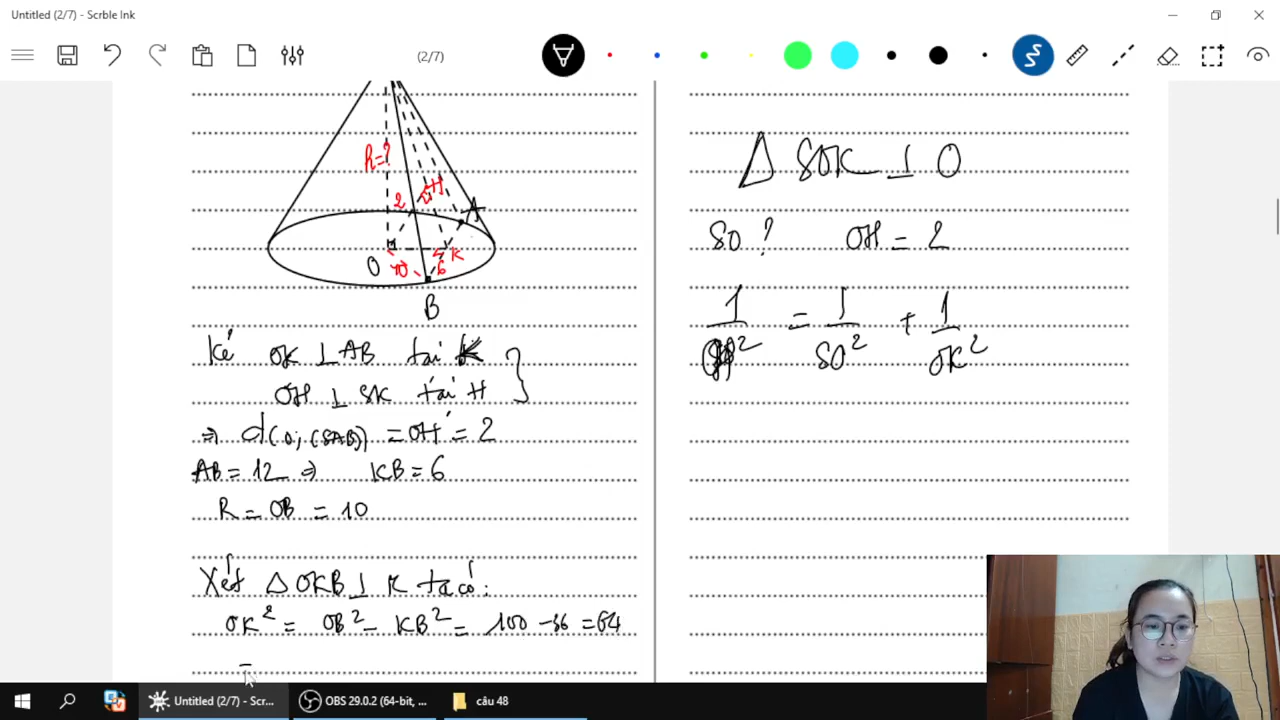 Untitled (2/7) - Scrble Ink
(2/7)
h=?
2
H
A
O
10
6
K
B
Kẻ OK ⊥ AB tại K
OH ⊥ SK tại H
⇒ d(O; (SAB)) = OH = 2
AB = 12 ⇒ KB = 6
R = OB = 10
Xét Δ OKB ⊥ K ta có:
OK² = OB² - KB² = 100 - 36 = 64
Δ SOK ⊥ O
SO ? OH = 2
1/OH² = 1/SO² + 1/OK²
Untitled (2/7) - Scr...
OBS 29.0.2 (64-bit, ...
câu 48